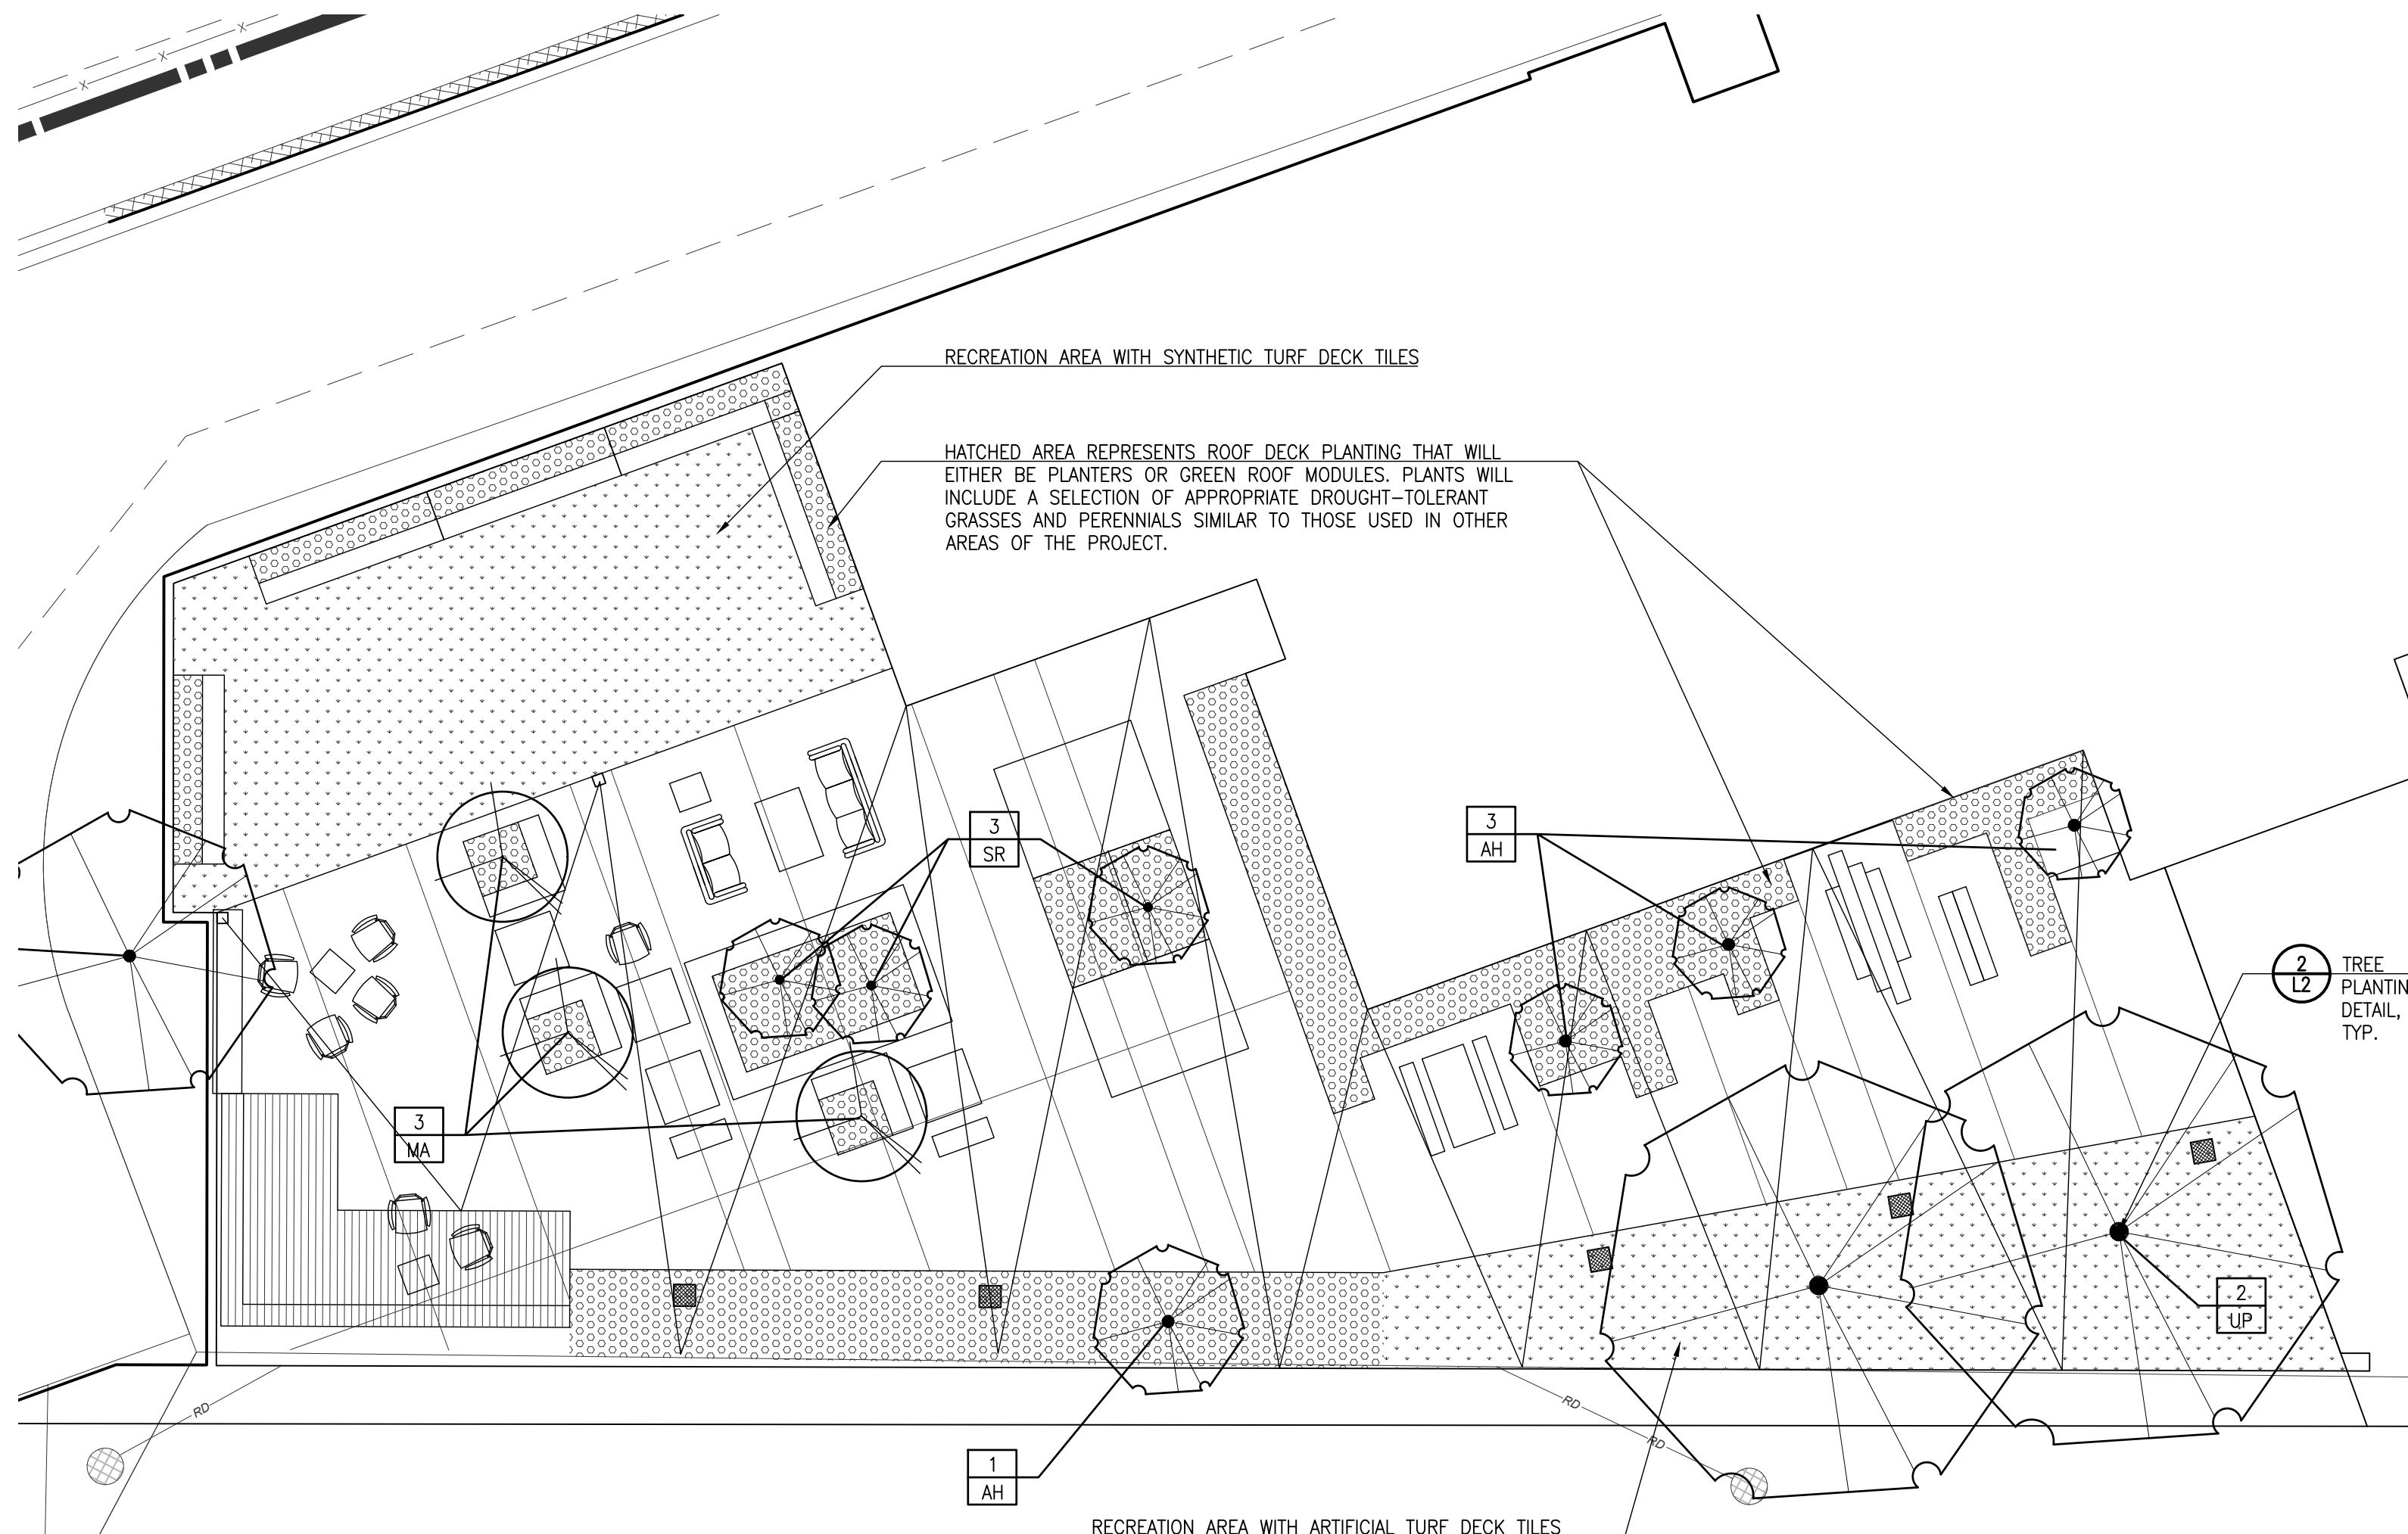 X
X
X
RECREATION AREA WITH SYNTHETIC TURF DECK TILES
HATCHED AREA REPRESENTS ROOF DECK PLANTING THAT WILL
EITHER BE PLANTERS OR GREEN ROOF MODULES. PLANTS WILL
INCLUDE A SELECTION OF APPROPRIATE DROUGHT-TOLERANT
GRASSES AND PERENNIALS SIMILAR TO THOSE USED IN OTHER
AREAS OF THE PROJECT.
3
SR
3
AH
2
L2
TREE
PLANTIN
DETAIL,
TYP.
3
MA
2
UP
RD
RD
RD
1
AH
RECREATION AREA WITH ARTIFICIAL TURF DECK TILES